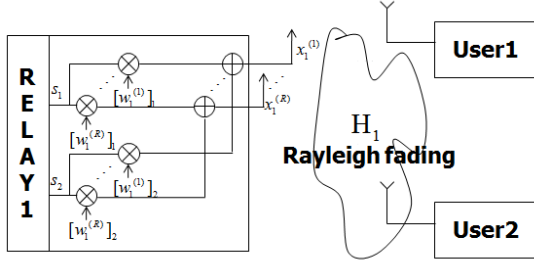 RELAY1
s₁
[w₁⁽¹⁾]₁
[w₁⁽ᴿ⁾]₁
s₂
[w₁⁽¹⁾]₂
[w₁⁽ᴿ⁾]₂
x₁⁽¹⁾
x₁⁽ᴿ⁾
H₁
Rayleigh fading
User1
User2